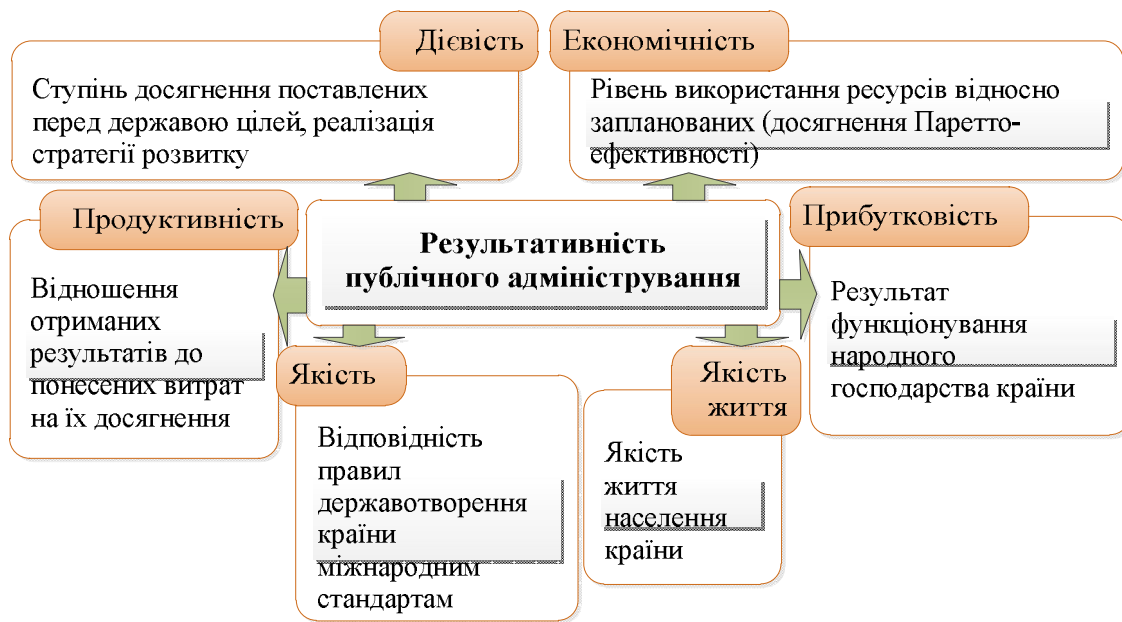 Дієвість
Ступінь досягнення поставлених
перед державою цілей, реалізація
стратегії розвитку
Економічність
Рівень використання ресурсів відносно
запланованих (досягнення Паретто-
ефективності)
Продуктивність
Відношення
отриманих
результатів до
понесених витрат
на їх досягнення
Результативність
публічного адміністрування
Прибутковість
Результат
функціонування
народного
господарства країни
Якість
Відповідність
правил
державотворення
країни
міжнародним
стандартам
Якість
життя
Якість
життя
населення
країни